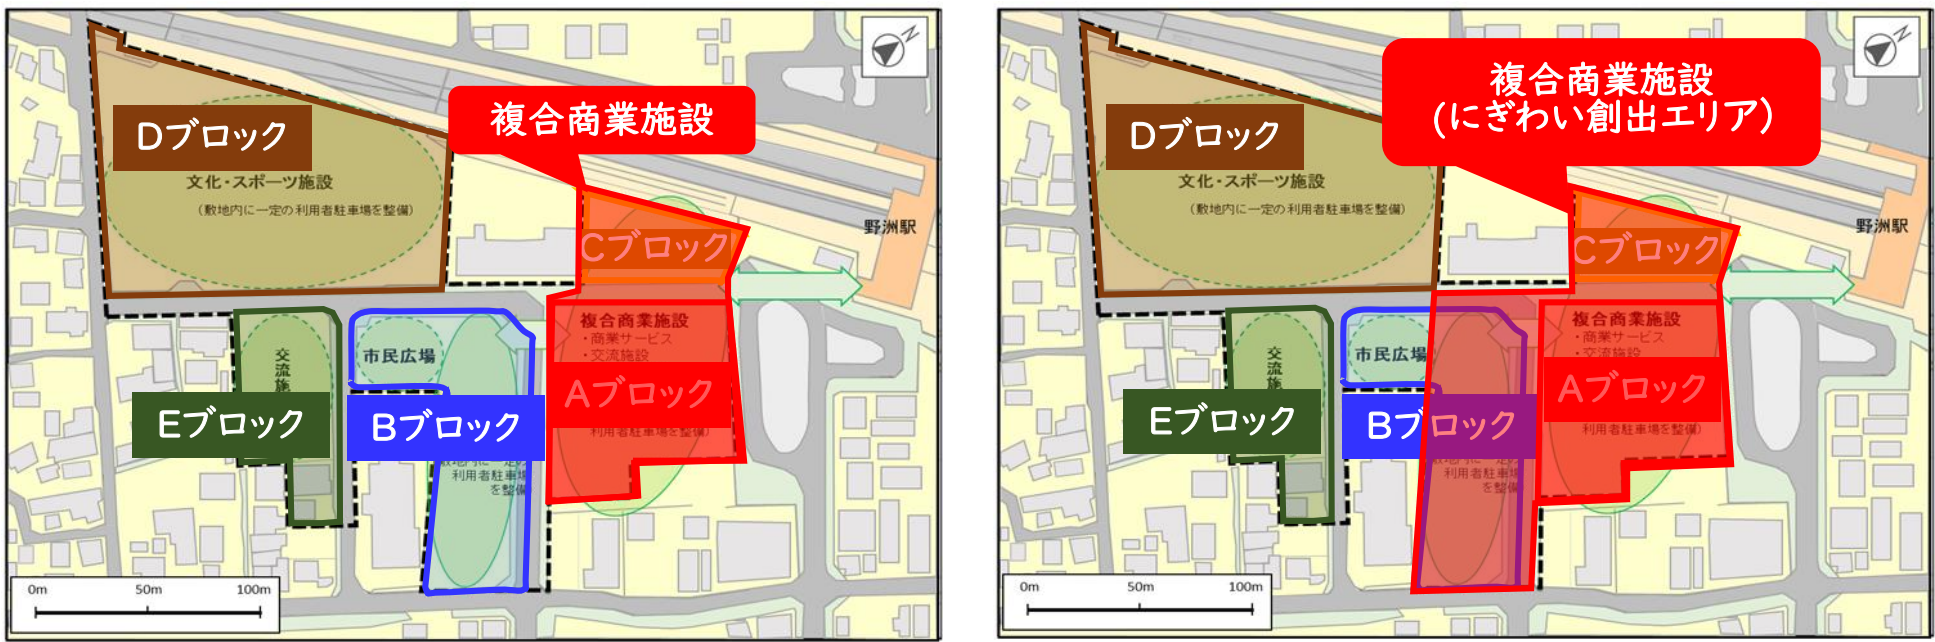 N
複合商業施設
Dブロック
文化・スポーツ施設
(敷地内に一定の利用者駐車場を整備)
野洲駅
Cブロック
複合商業施設
・商業サービス
・交流施設
Aブロック
利用者駐車場を整備)
市民広場
交流施
Eブロック
Bブロック
利用者駐車場
を整備
0m 50m 100m
N
複合商業施設
(にぎわい創出エリア)
Dブロック
文化・スポーツ施設
(敷地内に一定の利用者駐車場を整備)
野洲駅
Cブロック
複合商業施設
・商業サービス
・交流施設
Aブロック
利用者駐車場を整備)
市民広場
交流施
Eブロック
Bブロック
利用者駐車場
を整備
0m 50m 100m